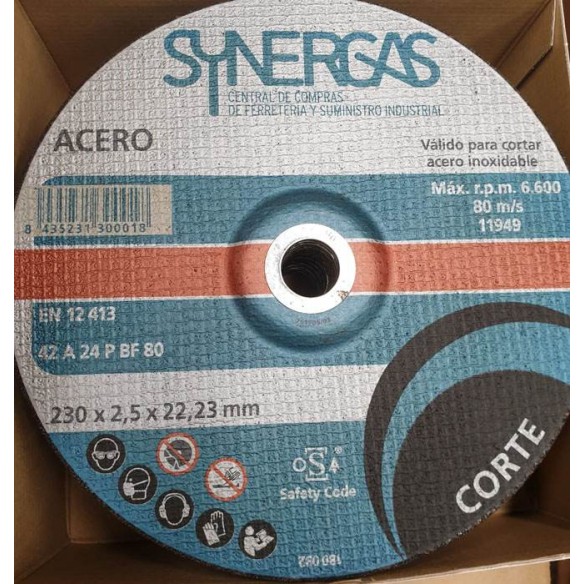 SYNERGAS
CENTRAL DE COMPRAS
DE FERRETERIA Y SUMINISTRO INDUSTRIAL
ACERO
Válido para cortar
acero inoxidable
Máx. r.p.m. 6.600
80 m/s
11949
8 435231 300018
EN 12 413
42 A 24 P BF 80
230 x 2,5 x 22,23 mm
OSA
Safety Code
CORTE